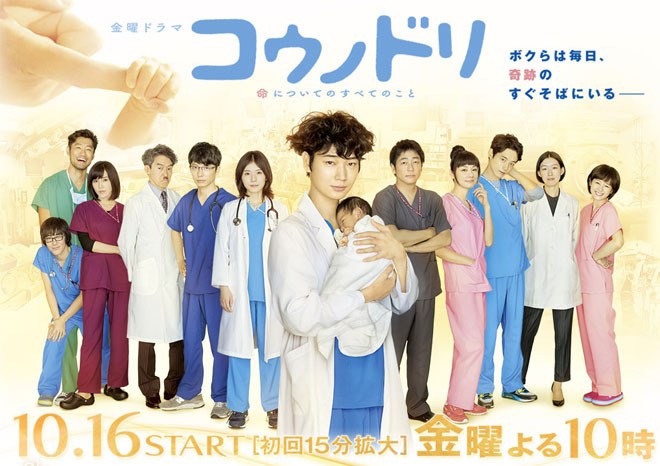 金曜ドラマ
コウノドリ
命についてのすべてのこと
ボクらは毎日、
奇跡の
すぐそばにいる——
10.16 START [初回15分拡大] 金曜よる10時